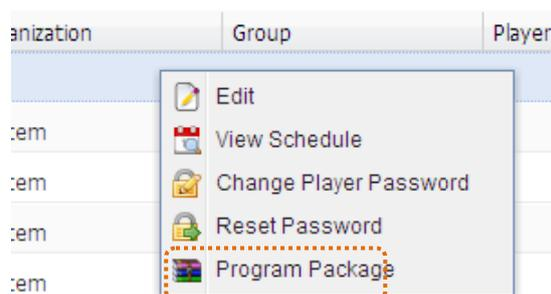 anization Group Player
Edit
tem View Schedule
tem Change Player Password
tem Reset Password
tem Program Package